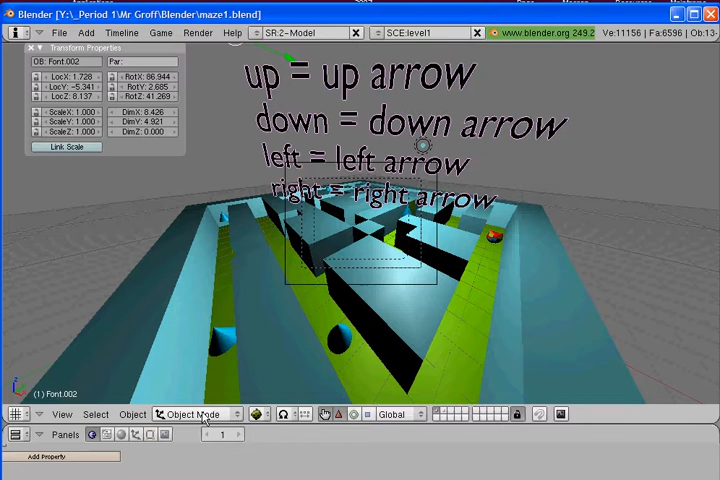 Blender [Y:\_Period 1\Mr Groff\Blender\maze1.blend]
File Add Timeline Game Render Help SR:2-Model SCE:level1 www.blender.org 249.2 Ve:11156 | Fa:6596 | Ob:13-
Transform Properties
OB: Font.002 Par:
LocX: 1.728 RotX: 86.944
LocY: -5.341 RotY: 2.685
LocZ: 8.137 RotZ: 41.269
ScaleX: 1.000 DimX: 8.426
ScaleY: 1.000 DimY: 4.921
ScaleZ: 1.000 DimZ: 0.000
Link Scale
up = up arrow
down = down arrow
left = left arrow
right = right arrow
(1) Font.002
View Select Object Object Mode Global
Panels 1
Add Property